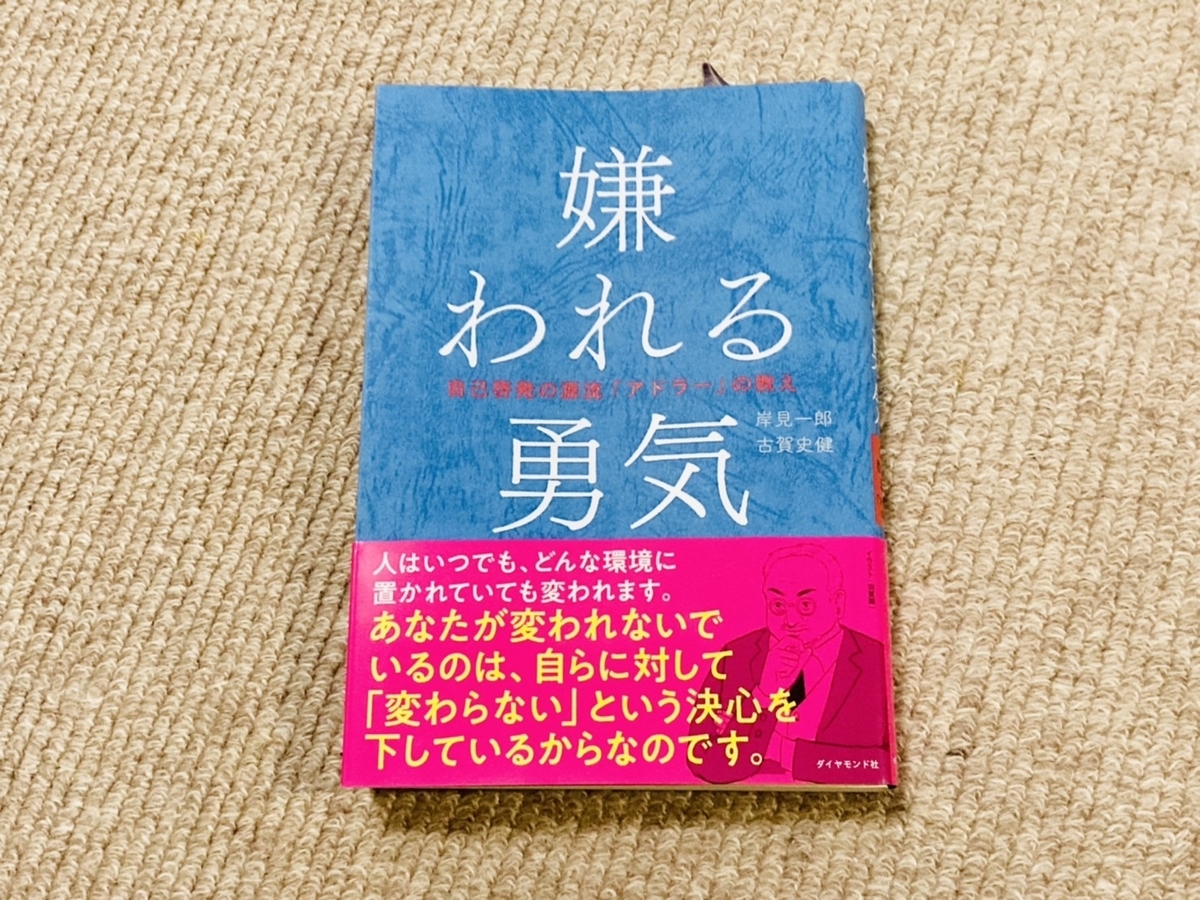 嫌
われる
自己啓発の源流「アドラー」の教え
勇気
岸見一郎
古賀史健
人はいつでも、どんな環境に
置かれていても変われます。
あなたが変われないで
いるのは、自らに対して
「変わらない」という決心を
下しているからなのです。
ダイヤモンド社